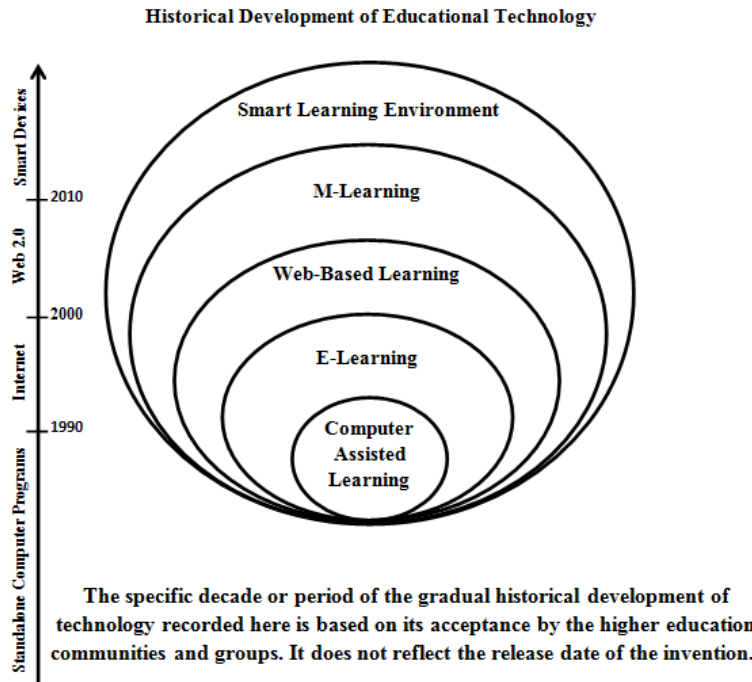 Historical Development of Educational Technology
Smart Devices
2010
Web 2.0
2000
Internet
1990
Standalone Computer Programs
Smart Learning Environment
M-Learning
Web-Based Learning
E-Learning
Computer
Assisted
Learning
The specific decade or period of the gradual historical development of
technology recorded here is based on its acceptance by the higher education
communities and groups. It does not reflect the release date of the invention.